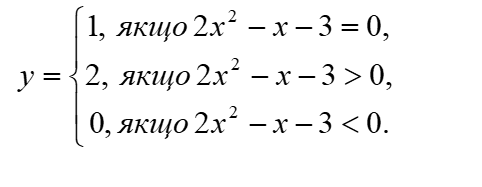 1, якщо 2x² − x − 3 = 0,
y = { 2, якщо 2x² − x − 3 > 0,
0, якщо 2x² − x − 3 < 0.